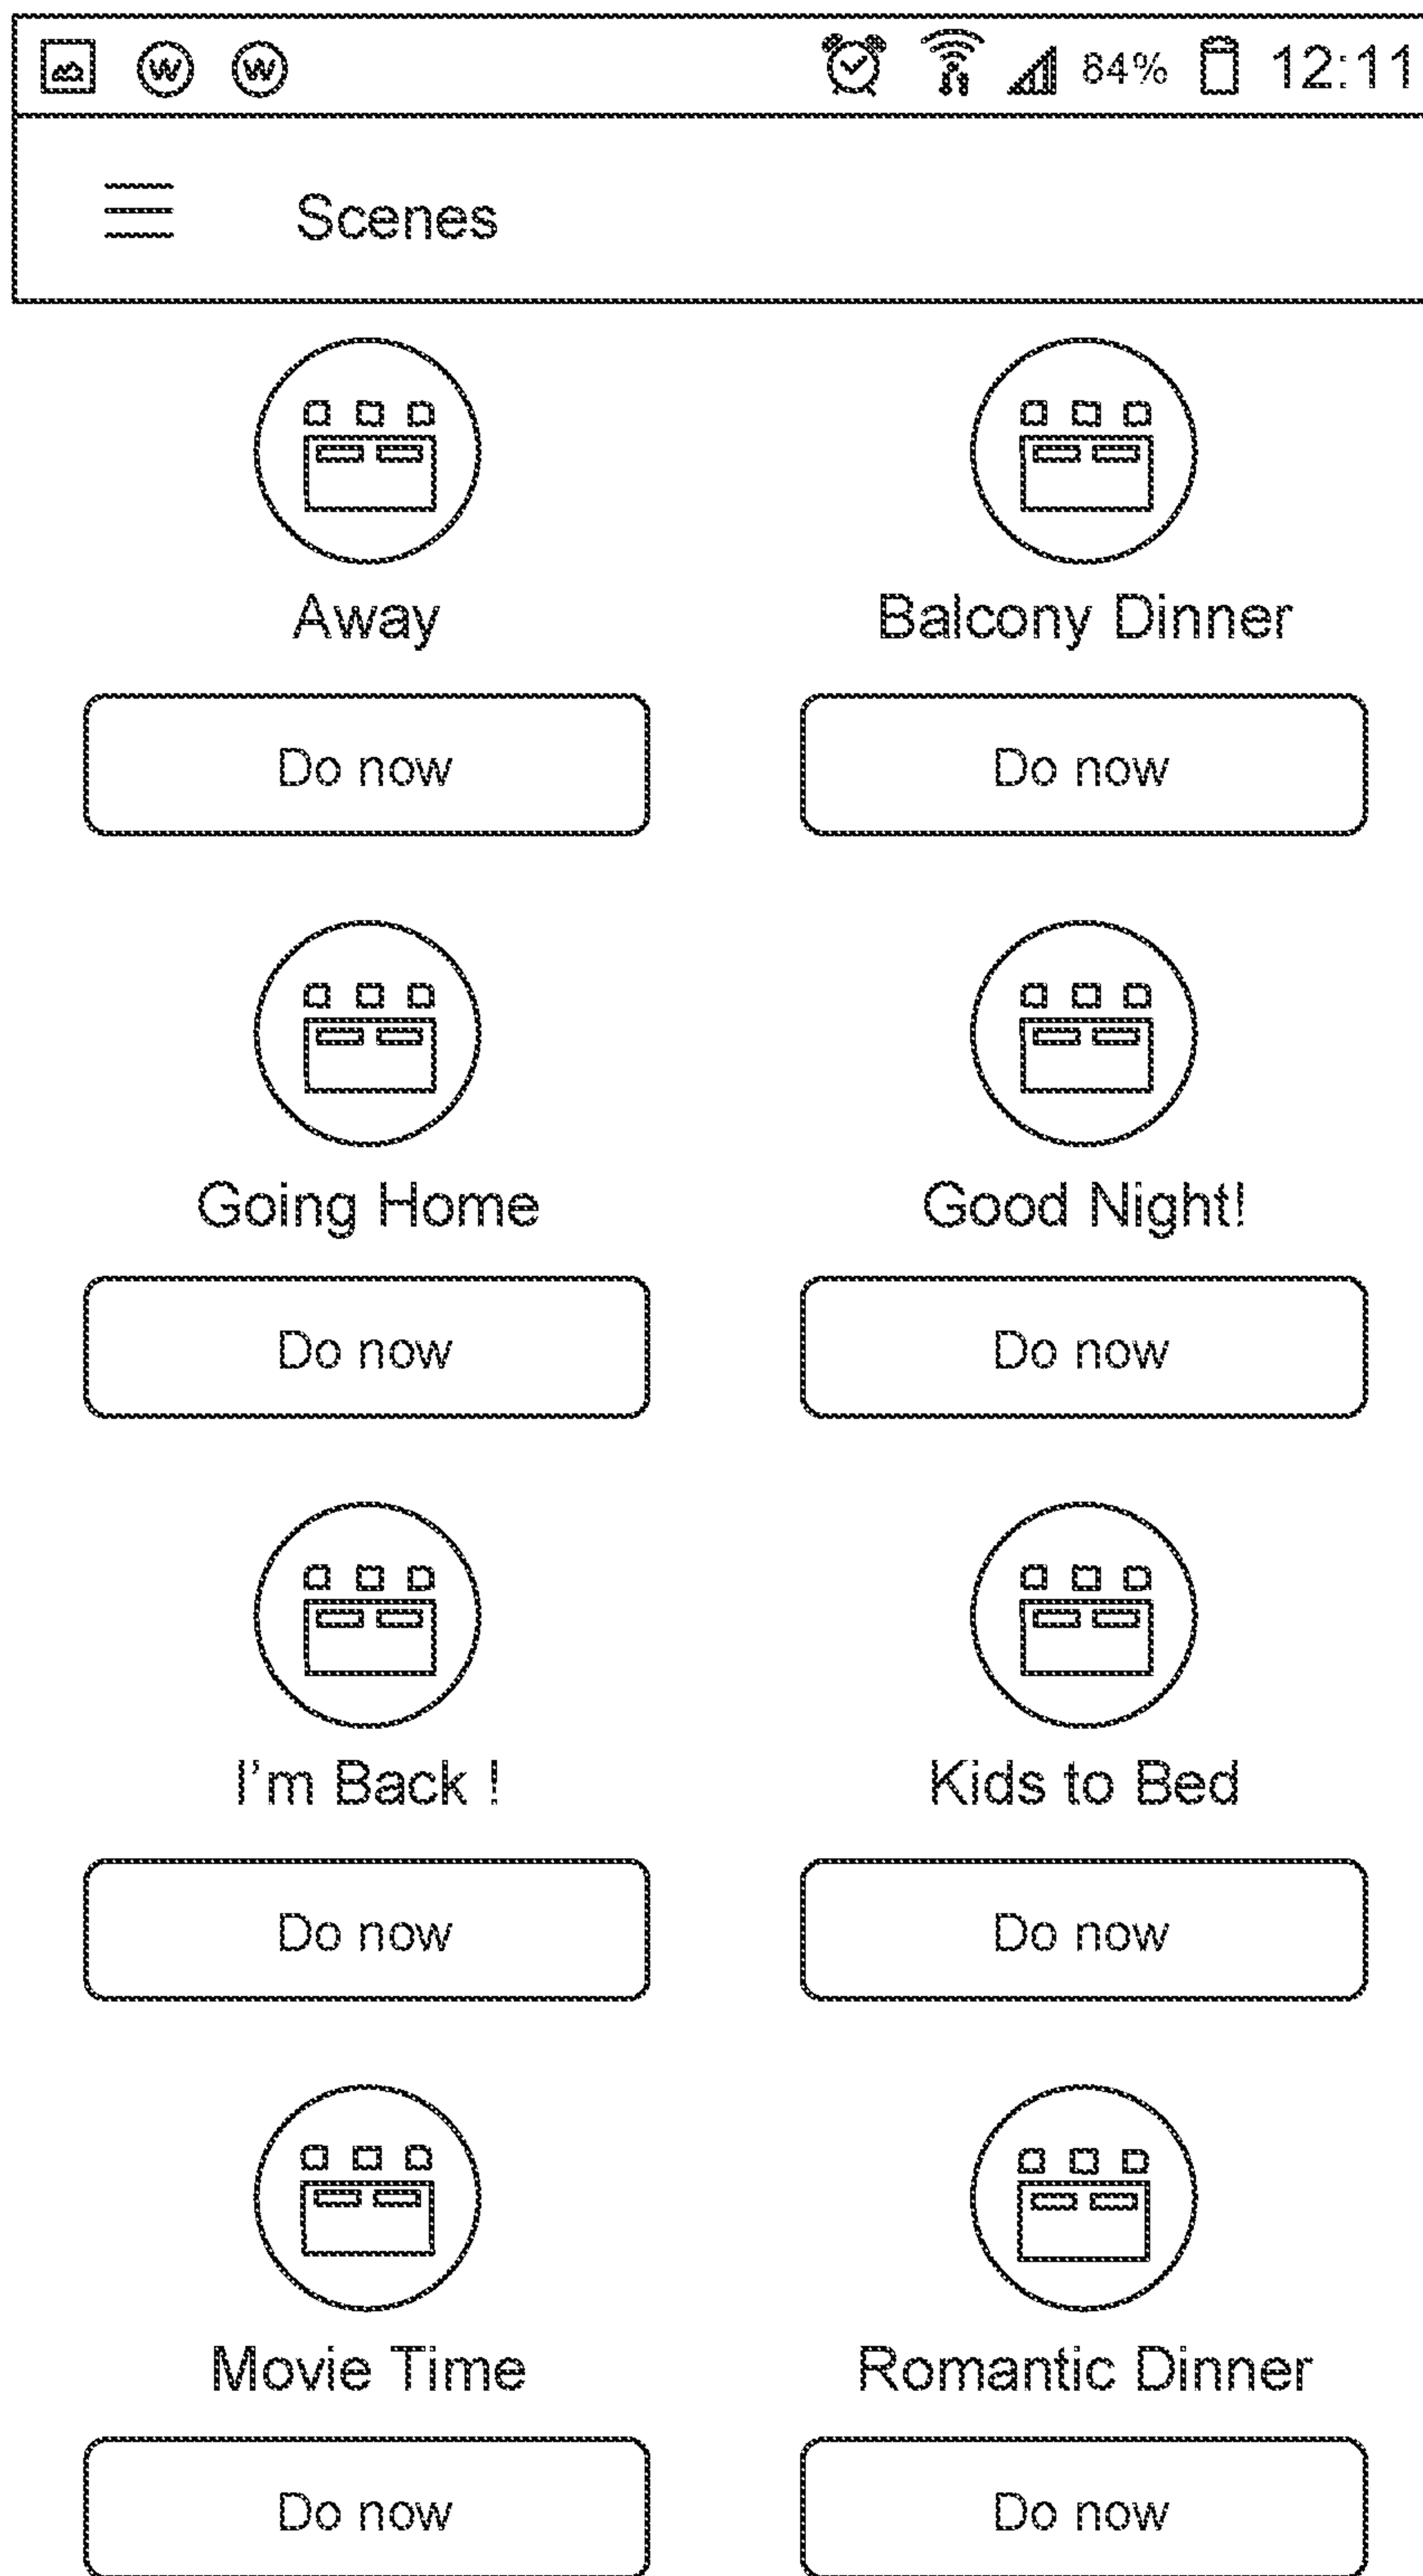 W W 84% 12:11
Scenes
Away Balcony Dinner
Do now Do now
Going Home Good Night!
Do now Do now
I'm Back ! Kids to Bed
Do now Do now
Movie Time Romantic Dinner
Do now Do now